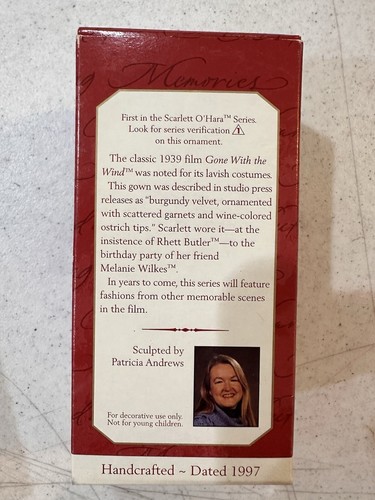 Memories
First in the Scarlett O'Hara™ Series.
Look for series verification 1
on this ornament.
The classic 1939 film Gone With the
Wind™ was noted for its lavish costumes.
This gown was described in studio press
releases as "burgundy velvet, ornamented
with scattered garnets and wine-colored
ostrich tips." Scarlett wore it—at the
insistence of Rhett Butler™—to the
birthday party of her friend
Melanie Wilkes™.
In years to come, this series will feature
fashions from other memorable scenes
in the film.
Sculpted by
Patricia Andrews
For decorative use only.
Not for young children.
Handcrafted ~ Dated 1997